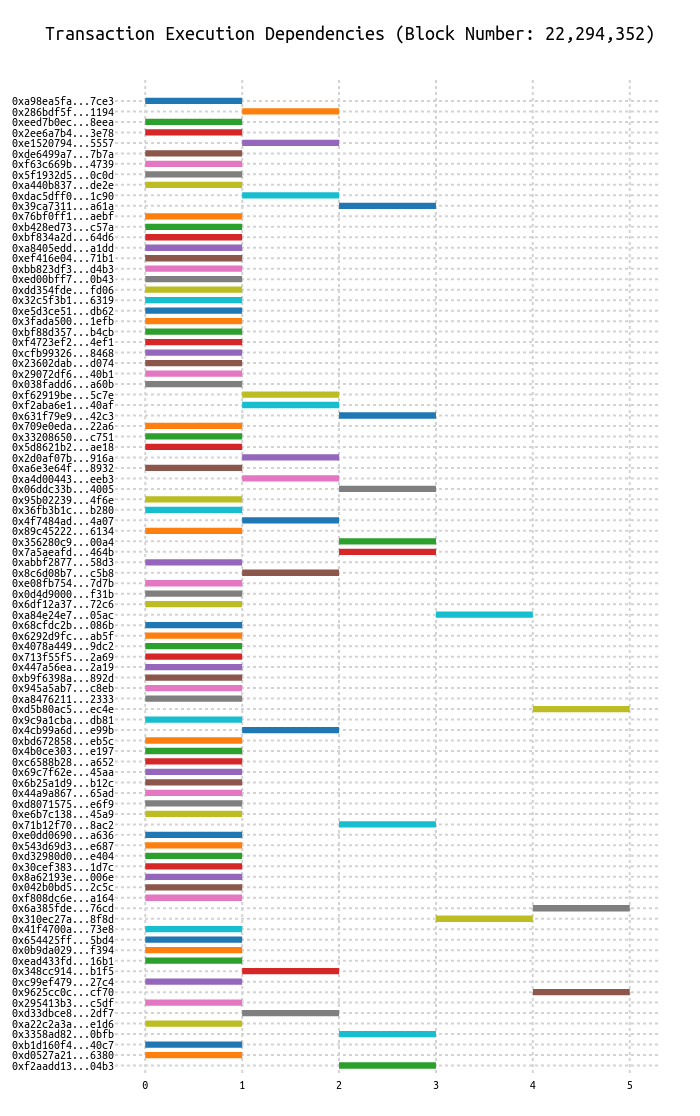 Transaction Execution Dependencies (Block Number: 22,294,352)
0xa98ea5fa...7ce3
0x286bdf5f...1194
0xeed7b0ec...8eea
0x2ee6a7b4...3e78
0xe1520794...5557
0xde6499a7...7b7a
0xf63c669b...4739
0x5f1932d5...0c0d
0xa440b837...de2e
0xdac5dff0...1c90
0x39ca7311...a61a
0x76bf0ff1...aebf
0xb428ed73...c57a
0xbf834a2d...64d6
0xa8405edd...a1dd
0xef416e04...71b1
0xbb823df3...d4b3
0xed00bff7...0b43
0xdd354fde...fd06
0x32c5f3b1...6319
0xe5d3ce51...db62
0x3fada500...1efb
0xbf88d357...b4cb
0xf4723ef2...4ef1
0xcfb99326...8468
0x23602dab...d074
0x29072df6...40b1
0x038fadd6...a60b
0xf62919be...5c7e
0xf2aba6e1...40af
0x631f79e9...42c3
0x709e0eda...22a6
0x33208650...c751
0x5d8621b2...ae18
0x2d0af07b...916a
0xa6e3e64f...8932
0xa4d00443...eeb3
0x06ddc33b...4005
0x95b02239...4f6e
0x36fb3b1c...b280
0x4f7484ad...4a07
0x89c45222...6134
0x356280c9...00a4
0x7a5aeafd...464b
0xabbf2877...58d3
0x8c6d08b7...c5b8
0xe08fb754...7d7b
0x0d4d9000...f31b
0x6df12a37...72c6
0xa84e24e7...05ac
0x68cfdc2b...086b
0x6292d9fc...ab5f
0x4078a449...9dc2
0x713f55f5...2a69
0x447a56ea...2a19
0xb9f6398a...892d
0x945a5ab7...c8eb
0xa8476211...2333
0xd5b80ac5...ec4e
0x9c9a1cba...db81
0x4cb99a6d...e99b
0xbd672858...eb5c
0x4b0ce303...e197
0xc6588b28...a652
0x69c7f62e...45aa
0x6b25a1d9...b12c
0x44a9a867...65ad
0xd8071575...e6f9
0xe6b7c138...45a9
0x71b12f70...8ac2
0xe0dd0690...a636
0x543d69d3...e687
0xd32980d0...e404
0x30cef383...1d7c
0x8a62193e...006e
0x042b0bd5...2c5c
0xf808dc6e...a164
0x6a385fde...76cd
0x310ec27a...8f8d
0x41f4700a...73e8
0x654425ff...5bd4
0x0b9da029...f394
0xead433fd...16b1
0x348cc914...b1f5
0xc99ef479...27c4
0x9625cc0c...cf70
0x295413b3...c5df
0xd33dbce8...2df7
0xa22c2a3a...e1d6
0x3358ad82...0bfb
0xb1d160f4...40c7
0xd0527a21...6380
0xf2aadd13...04b3
0 1 2 3 4 5